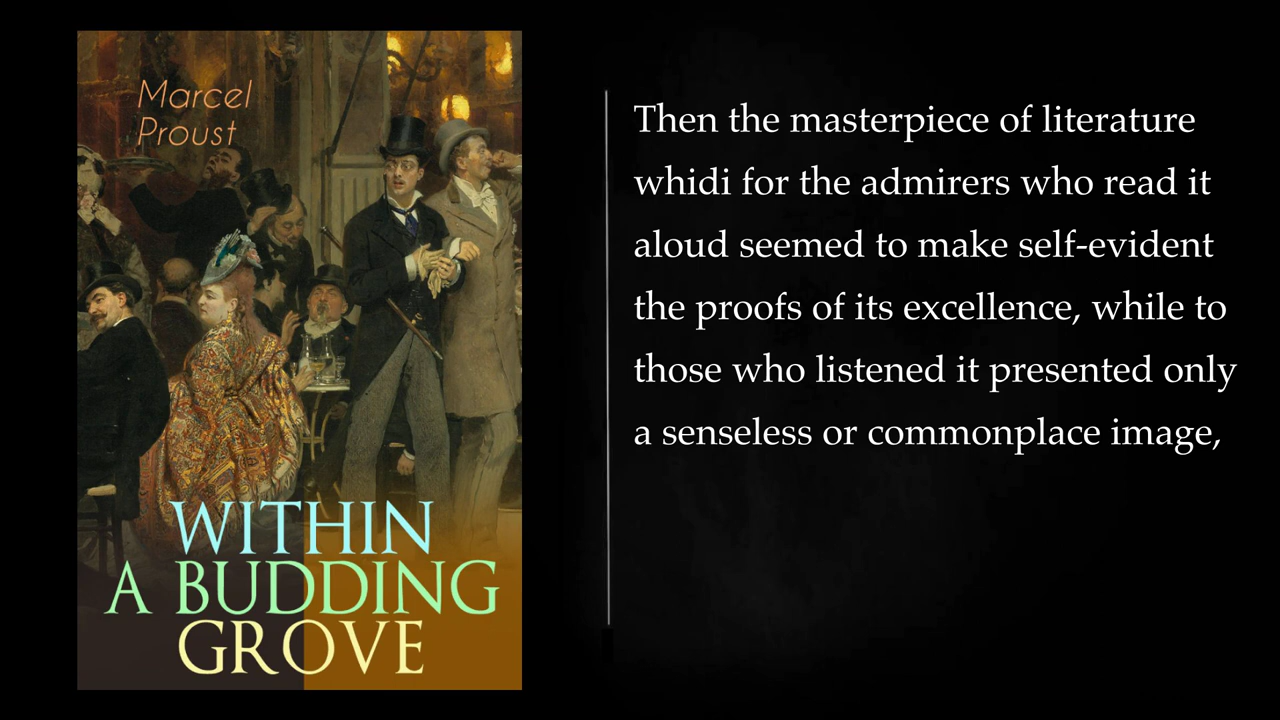 Marcel
Proust
WITHIN
A BUDDING
GROVE
Then the masterpiece of literature
whidi for the admirers who read it
aloud seemed to make self-evident
the proofs of its excellence, while to
those who listened it presented only
a senseless or commonplace image,